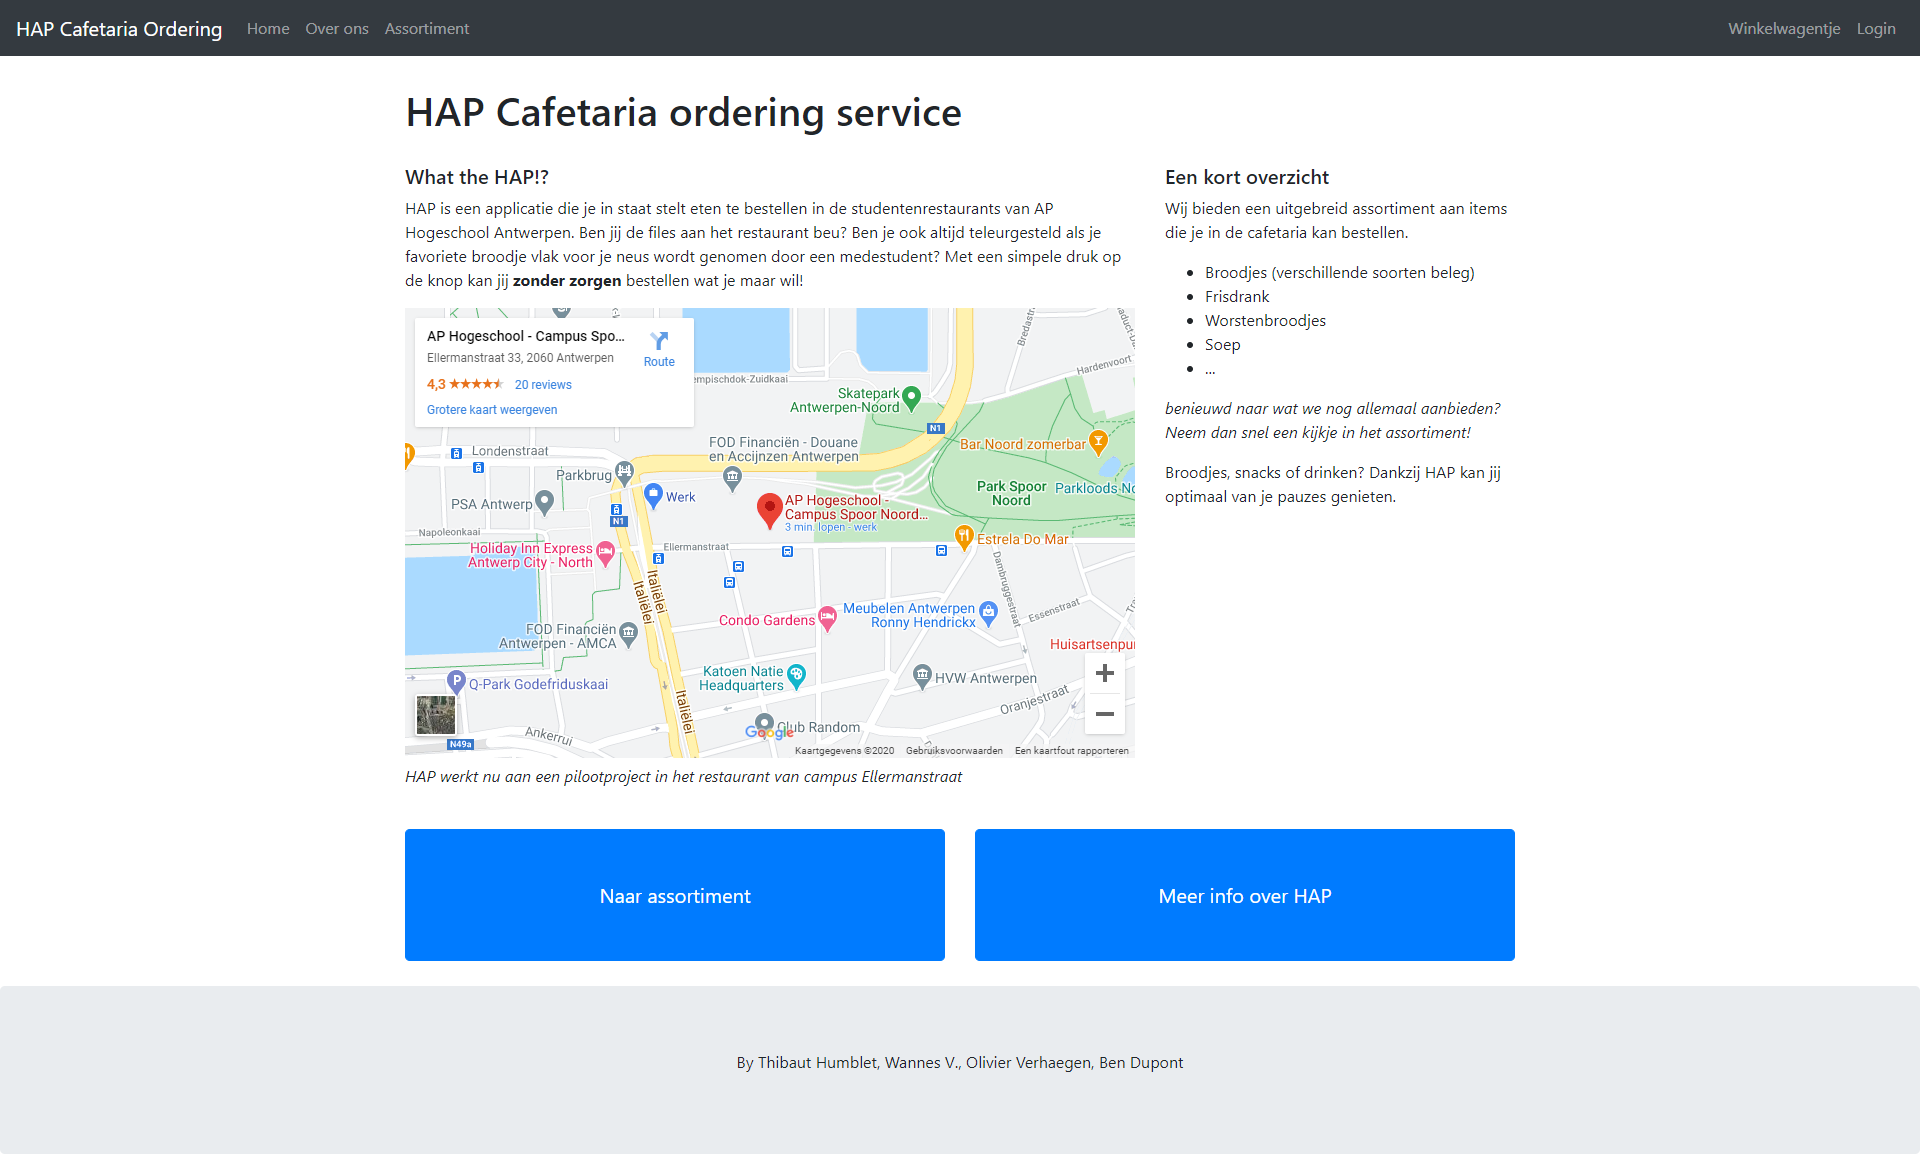 HAP Cafetaria Ordering
Home
Over ons
Assortiment
Winkelwagentje
Login
HAP Cafetaria ordering service
What the HAP!?
HAP is een applicatie die je in staat stelt eten te bestellen in de studentenrestaurants van AP
Hogeschool Antwerpen. Ben jij de files aan het restaurant beu? Ben je ook altijd teleurgesteld als je
favoriete broodje vlak voor je neus wordt genomen door een medestudent? Met een simpele druk op
de knop kan jij zonder zorgen bestellen wat je maar wil!
AP Hogeschool - Campus Spo...
Ellermanstraat 33, 2060 Antwerpen
4,3
20 reviews
Grotere kaart weergeven
Route
empischdok-Zuidkaai
Skatepark
Antwerpen-Noord
Hardenvoort
N1
FOD Financiën - Douane
en Accijnzen Antwerpen
Bar Noord zomerbar
Londenstraat
Parkbrug
Werk
PSA Antwerp
N1
AP Hogeschool -
Campus Spoor Noord...
3 min. lopen - werk
Park Spoor
Noord
Napoleonkaai
Holiday Inn Express
Antwerp City - North
Ellermanstraat
Estrela Do Mar
Dambruggestraat
Italiëlei
Italiëlei
Condo Gardens
Meubelen Antwerpen
Ronny Hendrickx
Essenstraat
FOD Financiën
Antwerpen - AMCA
Katoen Natie
Headquarters
HVW Antwerpen
P
Q-Park Godefriduskaai
Italiëlei
Oranjestraat
Club Random
Ankerrui
N49a
Google
Kaartgegevens ©2020
Gebruiksvoorwaarden
Een kaartfout rapporteren
HAP werkt nu aan een pilootproject in het restaurant van campus Ellermanstraat
Een kort overzicht
Wij bieden een uitgebreid assortiment aan items
die je in de cafetaria kan bestellen.
Broodjes (verschillende soorten beleg)
Frisdrank
Worstenbroodjes
Soep
...
benieuwd naar wat we nog allemaal aanbieden?
Neem dan snel een kijkje in het assortiment!
Broodjes, snacks of drinken? Dankzij HAP kan jij
optimaal van je pauzes genieten.
Naar assortiment
Meer info over HAP
By Thibaut Humblet, Wannes V., Olivier Verhaegen, Ben Dupont